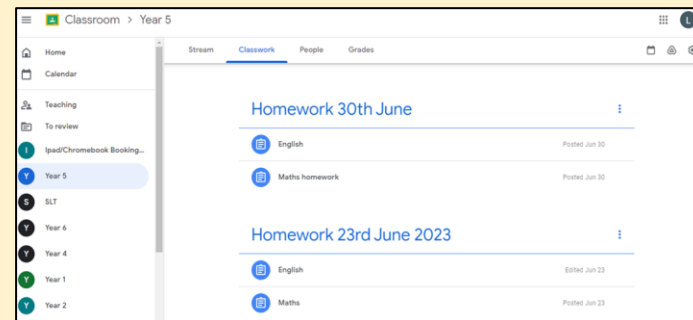 Classroom > Year 5
L
Stream Classwork People Grades
Home
Calendar
Teaching
To review
I Ipad/Chromebook Booking...
Y Year 5
S SLT
Y Year 6
Y Year 4
Y Year 1
Y Year 2
Homework 30th June
English Posted Jun 30
Maths homework Posted Jun 30
Homework 23rd June 2023
English Edited Jun 23
Maths Posted Jun 23